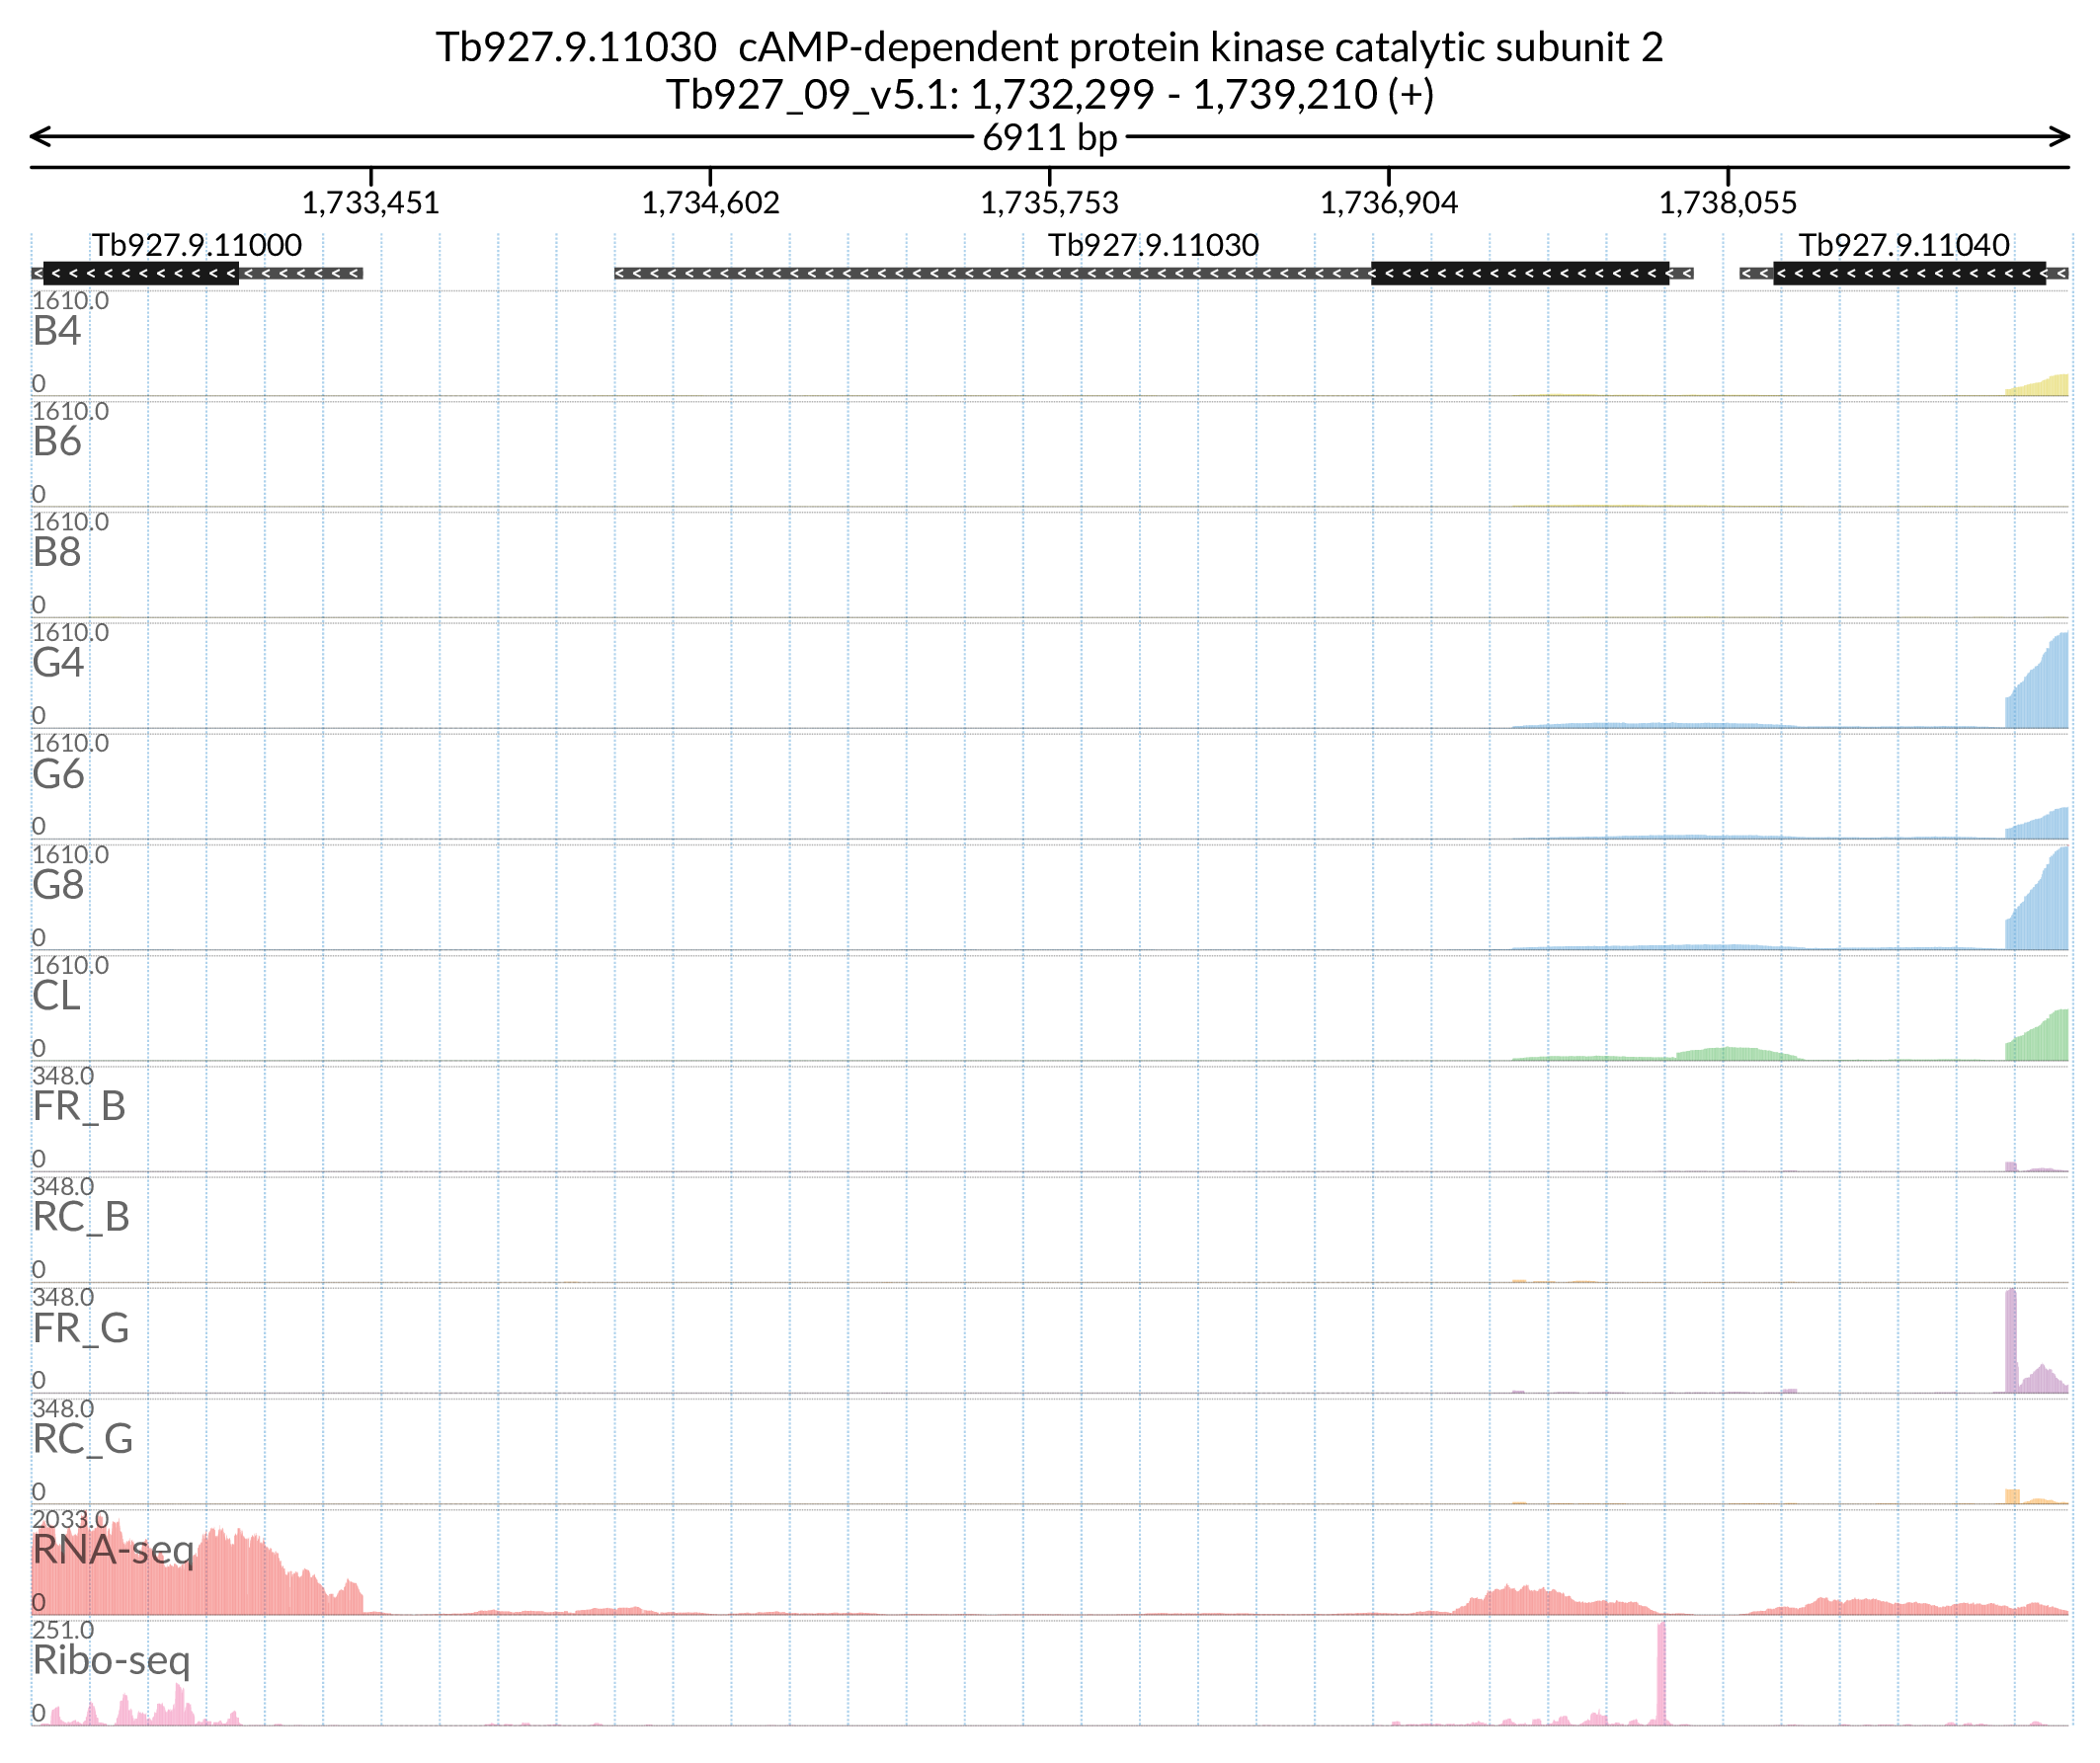 Tb927.9.11030 cAMP-dependent protein kinase catalytic subunit 2
Tb927_09_v5.1: 1,732,299 - 1,739,210 (+)
6911 bp
1,733,451 1,734,602 1,735,753 1,736,904 1,738,055
Tb927.9.11000 Tb927.9.11030 Tb927.9.11040
1610.0
B4
0
1610.0
B6
0
1610.0
B8
0
1610.0
G4
0
1610.0
G6
0
1610.0
G8
0
1610.0
CL
0
348.0
FR_B
0
348.0
RC_B
0
348.0
FR_G
0
348.0
RC_G
0
2033.0
RNA-seq
0
251.0
Ribo-seq
0